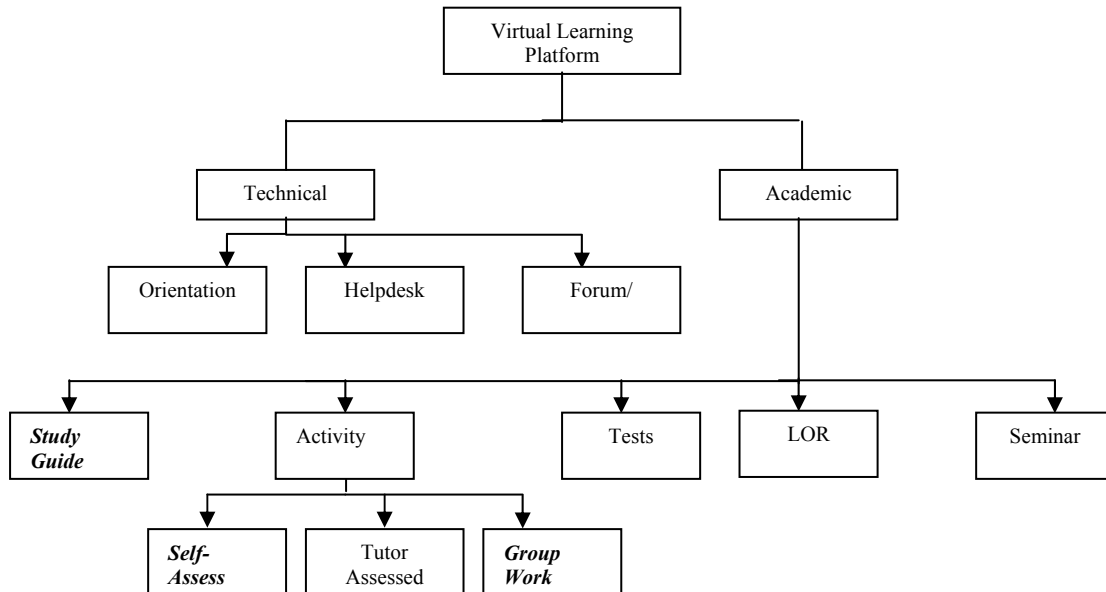 Virtual Learning
Platform
Technical
Academic
Orientation
Helpdesk
Forum/
Study
Guide
Activity
Tests
LOR
Seminar
Self-
Assess
Tutor
Assessed
Group
Work